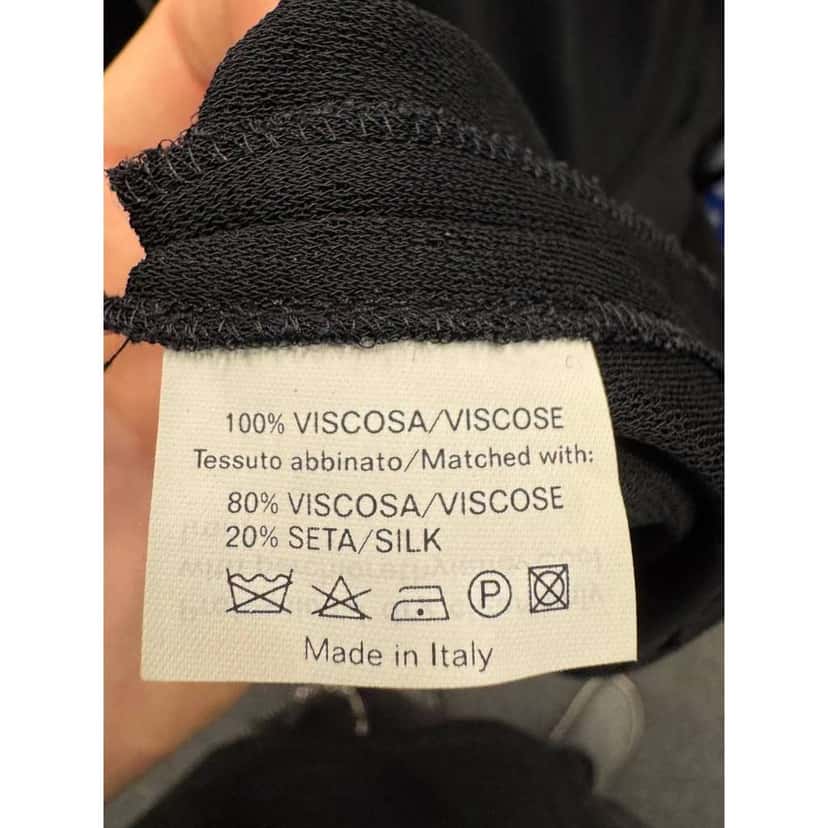 100% VISCOSA/VISCOSE
Tessuto abbinato/Matched with:
80% VISCOSA/VISCOSE
20% SETA/SILK
P
Made in Italy